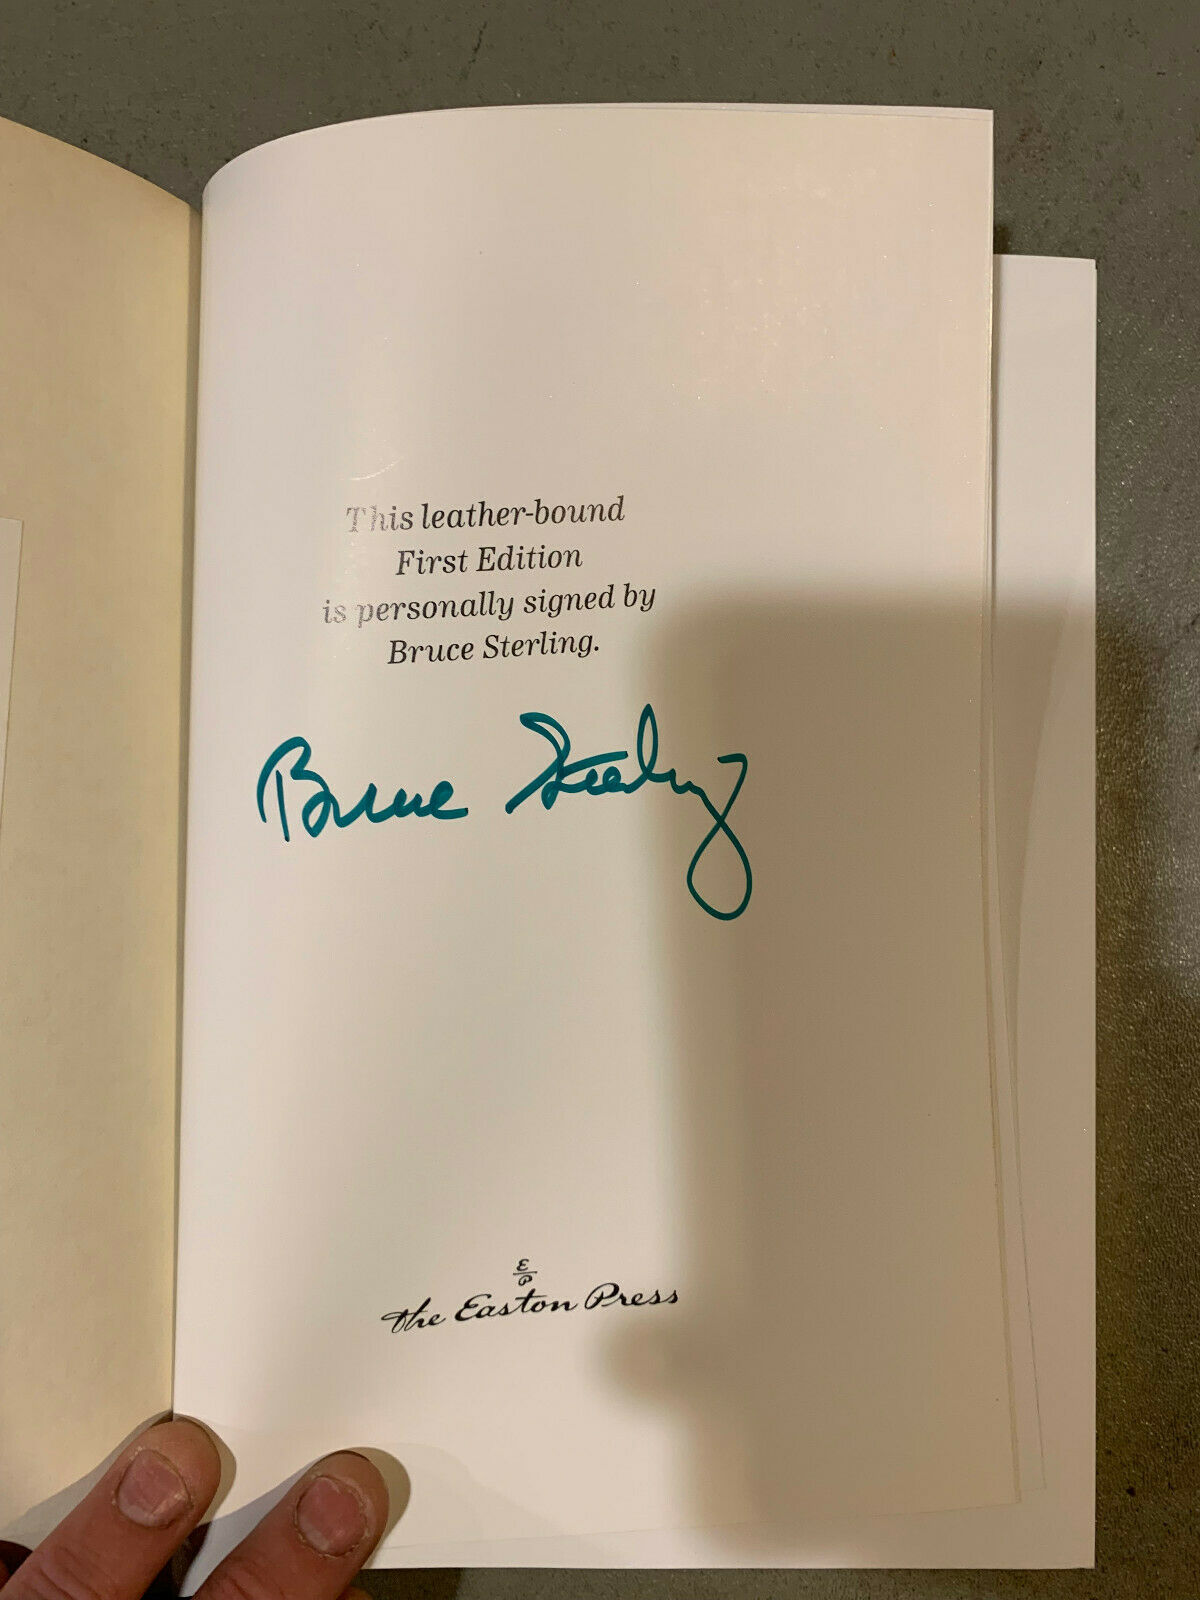 This leather-bound
First Edition
is personally signed by
Bruce Sterling.
Bruce Sterling
E
P
the Easton Press